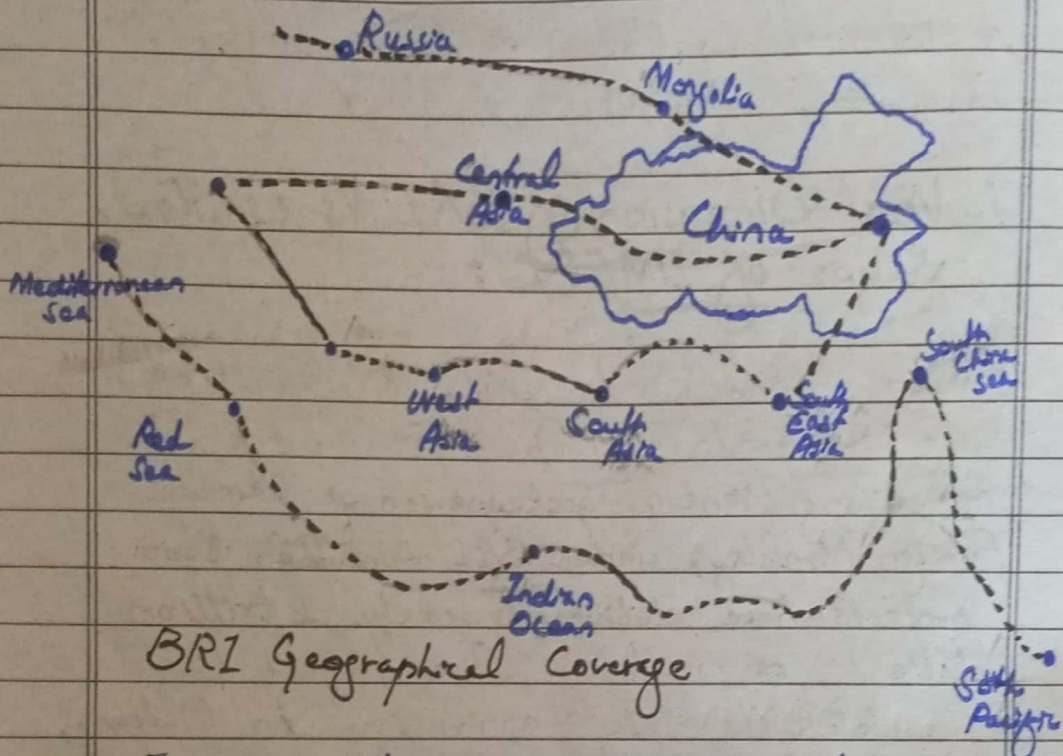 Russia
Mongolia
Central
Asia
China
Mediterranean
Sea
South
China
Sea
West
Asia
South
Asia
South
East
Asia
Red
Sea
Indian
Ocean
BRI Geographical Coverage
South
Pacific